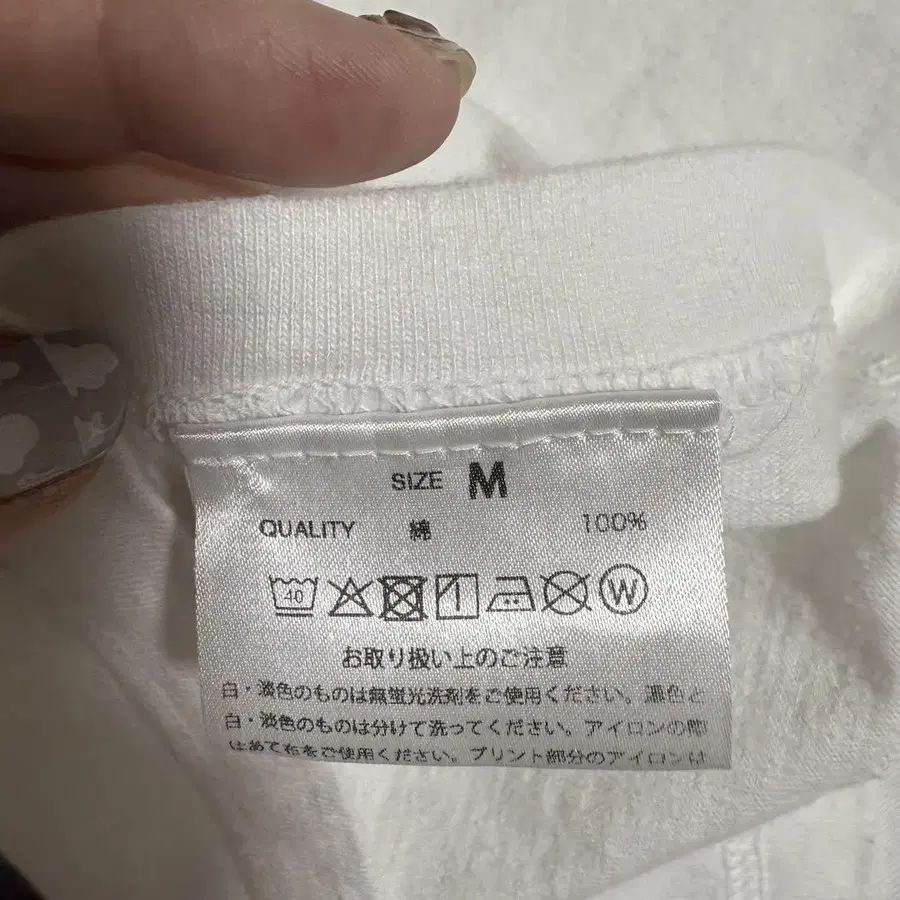 SIZE M
QUALITY 綿 100%
40
W
お取り扱い上のご注意
白・淡色のものは無蛍光洗剤をご使用ください。濃色と
白・淡色のものは分けて洗ってください。アイロンの際
はあて布をご使用ください。プリント部分のアイロンは